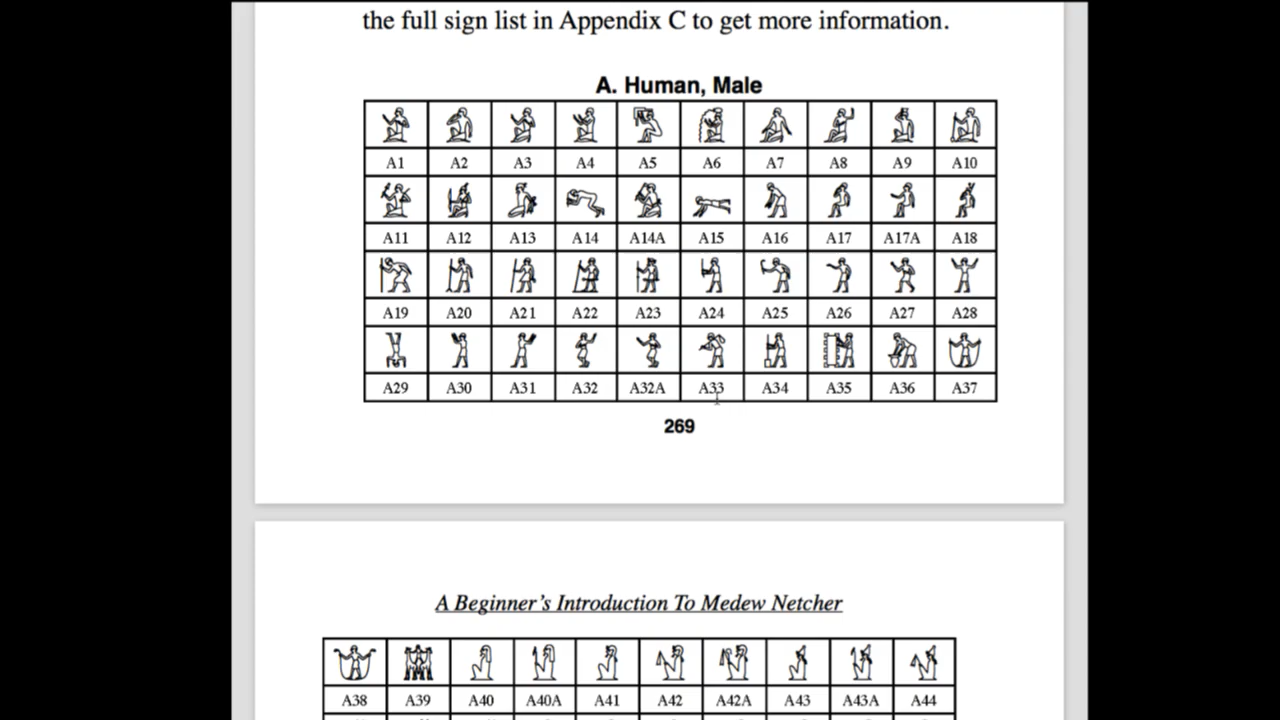 the full sign list in Appendix C to get more information.
A. Human, Male
A1 A2 A3 A4 A5 A6 A7 A8 A9 A10
A11 A12 A13 A14 A14A A15 A16 A17 A17A A18
A19 A20 A21 A22 A23 A24 A25 A26 A27 A28
A29 A30 A31 A32 A32A A33 A34 A35 A36 A37
269
A Beginner's Introduction To Medew Netcher
A38 A39 A40 A40A A41 A42 A42A A43 A43A A44